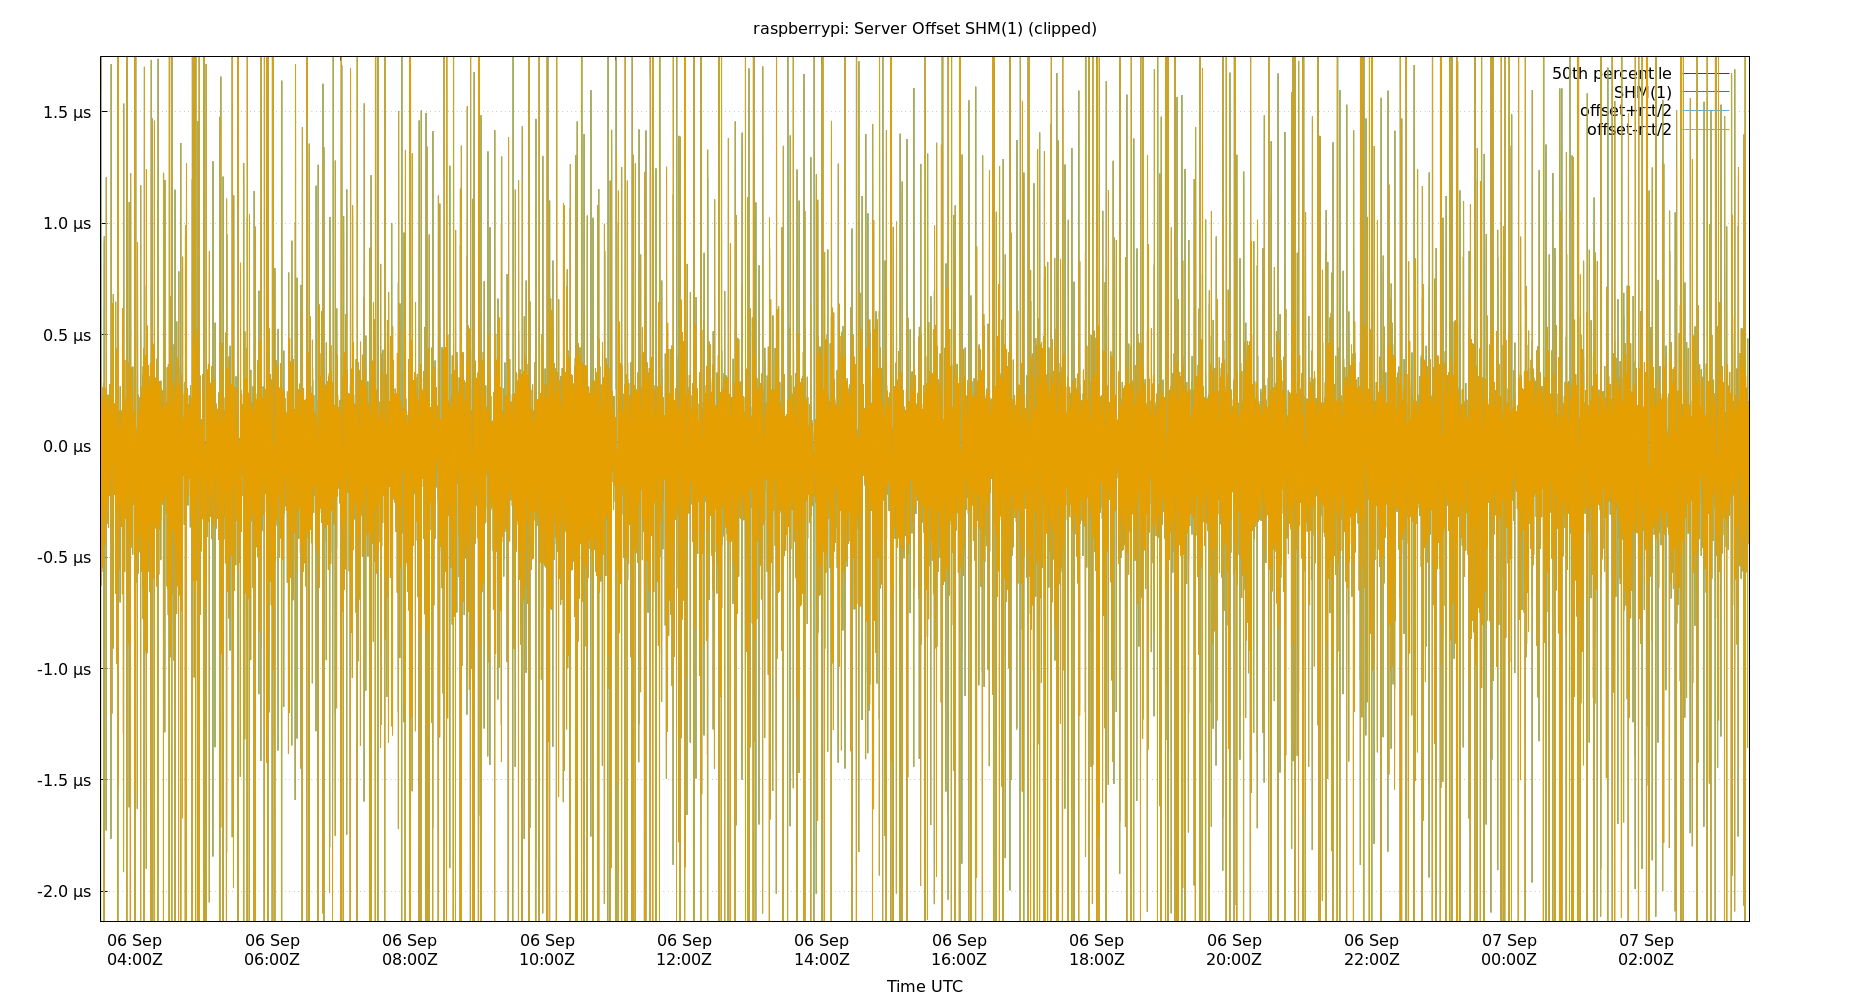 raspberrypi: Server Offset SHM(1) (clipped)
50th percentile
SHM(1)
offset+rtt/2
offset-rtt/2
1.5 µs
1.0 µs
0.5 µs
0.0 µs
-0.5 µs
-1.0 µs
-1.5 µs
-2.0 µs
06 Sep 06 Sep 06 Sep 06 Sep 06 Sep 06 Sep 06 Sep 06 Sep 06 Sep 06 Sep 07 Sep 07 Sep
04:00Z 06:00Z 08:00Z 10:00Z 12:00Z 14:00Z 16:00Z 18:00Z 20:00Z 22:00Z 00:00Z 02:00Z
Time UTC